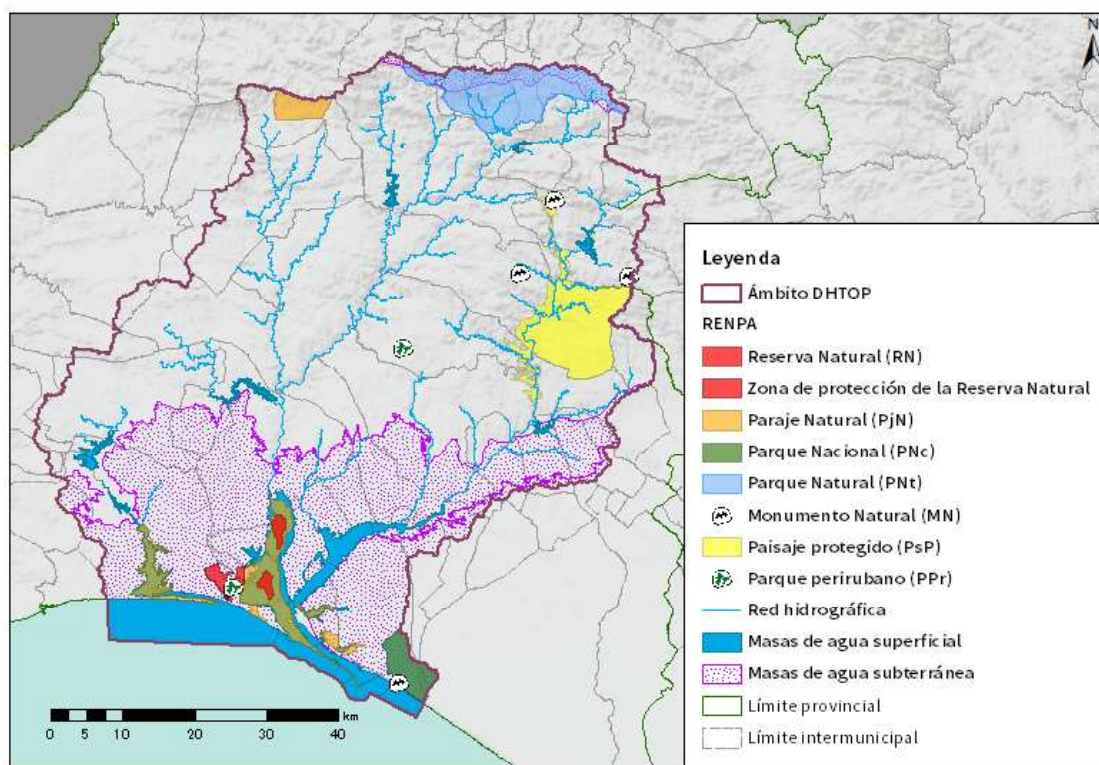 N
Leyenda
Ámbito DHTOP
RENPA
Reserva Natural (RN)
Zona de protección de la Reserva Natural
Paraje Natural (PjN)
Parque Nacional (PNc)
Parque Natural (PNt)
Monumento Natural (MN)
Paisaje protegido (PsP)
Parque perirubano (PPr)
Red hidrográfica
Masas de agua superficial
Masas de agua subterránea
Límite provincial
Límite intermunicipal
km
0 5 10 20 30 40